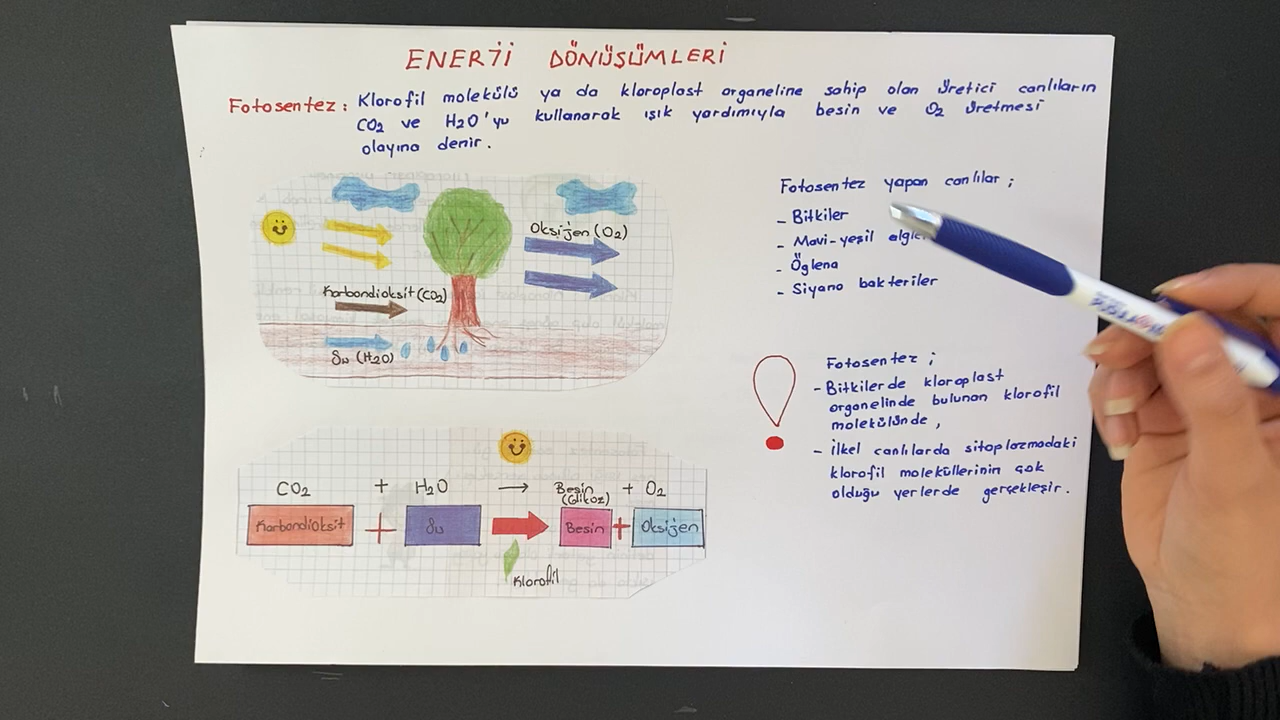 ENERJİ DÖNÜŞÜMLERİ
Fotosentez: Klorofil molekülü ya da kloroplast organeline sahip olan üretici canlıların
CO2 ve H2O'yu kullanarak ışık yardımıyla besin ve O2 üretmesi
olayına denir.
Oksijen (O2)
Karbondioksit (CO2)
Su (H2O)
CO2 + H2O → Besin + O2
(Glikoz)
Karbondioksit + Su Besin + Oksijen
Klorofil
Fotosentez yapan canlılar;
- Bitkiler
- Mavi-yeşil
- Öglena
- Siyano bakteriler
Fotosentez;
- Bitkilerde kloroplast
organelinde bulunan klorofil
molekülünde,
- İlkel canlılarda sitoplazmadaki
klorofil moleküllerinin çok
olduğu yerlerde gerçekleşir.